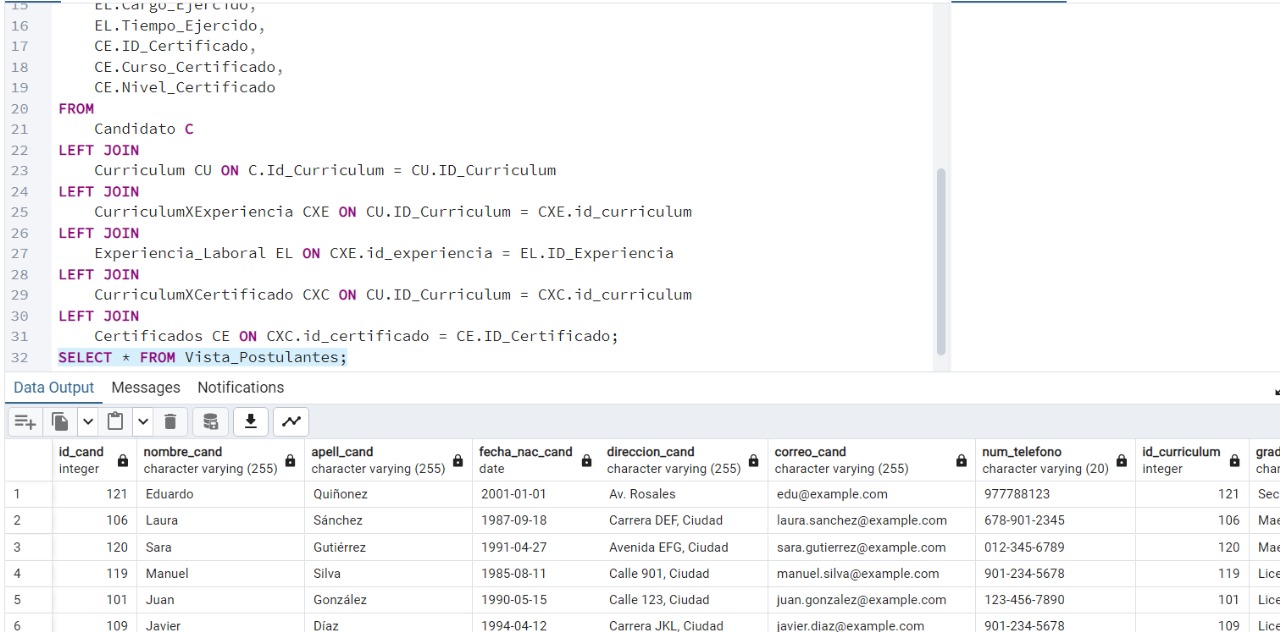 15 EL.Cargo_Ejercido,
16 EL.Tiempo_Ejercido,
17 CE.ID_Certificado,
18 CE.Curso_Certificado,
19 CE.Nivel_Certificado
20 FROM
21 Candidato C
22 LEFT JOIN
23 Curriculum CU ON C.Id_Curriculum = CU.ID_Curriculum
24 LEFT JOIN
25 CurriculumXExperiencia CXE ON CU.ID_Curriculum = CXE.id_curriculum
26 LEFT JOIN
27 Experiencia_Laboral EL ON CXE.id_experiencia = EL.ID_Experiencia
28 LEFT JOIN
29 CurriculumXCertificado CXC ON CU.ID_Curriculum = CXC.id_curriculum
30 LEFT JOIN
31 Certificados CE ON CXC.id_certificado = CE.ID_Certificado;
32 SELECT * FROM Vista_Postulantes;
Data Output Messages Notifications
id_cand nombre_cand apell_cand fecha_nac_cand direccion_cand correo_cand num_telefono id_curriculum grad
integer character varying (255) character varying (255) date character varying (255) character varying (255) character varying (20) integer char
1 121 Eduardo Quiñonez 2001-01-01 Av. Rosales edu@example.com 977788123 121 Sec
2 106 Laura Sánchez 1987-09-18 Carrera DEF, Ciudad laura.sanchez@example.com 678-901-2345 106 Mae
3 120 Sara Gutiérrez 1991-04-27 Avenida EFG, Ciudad sara.gutierrez@example.com 012-345-6789 120 Mae
4 119 Manuel Silva 1985-08-11 Calle 901, Ciudad manuel.silva@example.com 901-234-5678 119 Lice
5 101 Juan González 1990-05-15 Calle 123, Ciudad juan.gonzalez@example.com 123-456-7890 101 Lice
6 109 Javier Díaz 1994-04-12 Carrera JKL, Ciudad javier.diaz@example.com 901-234-5678 109 Lice